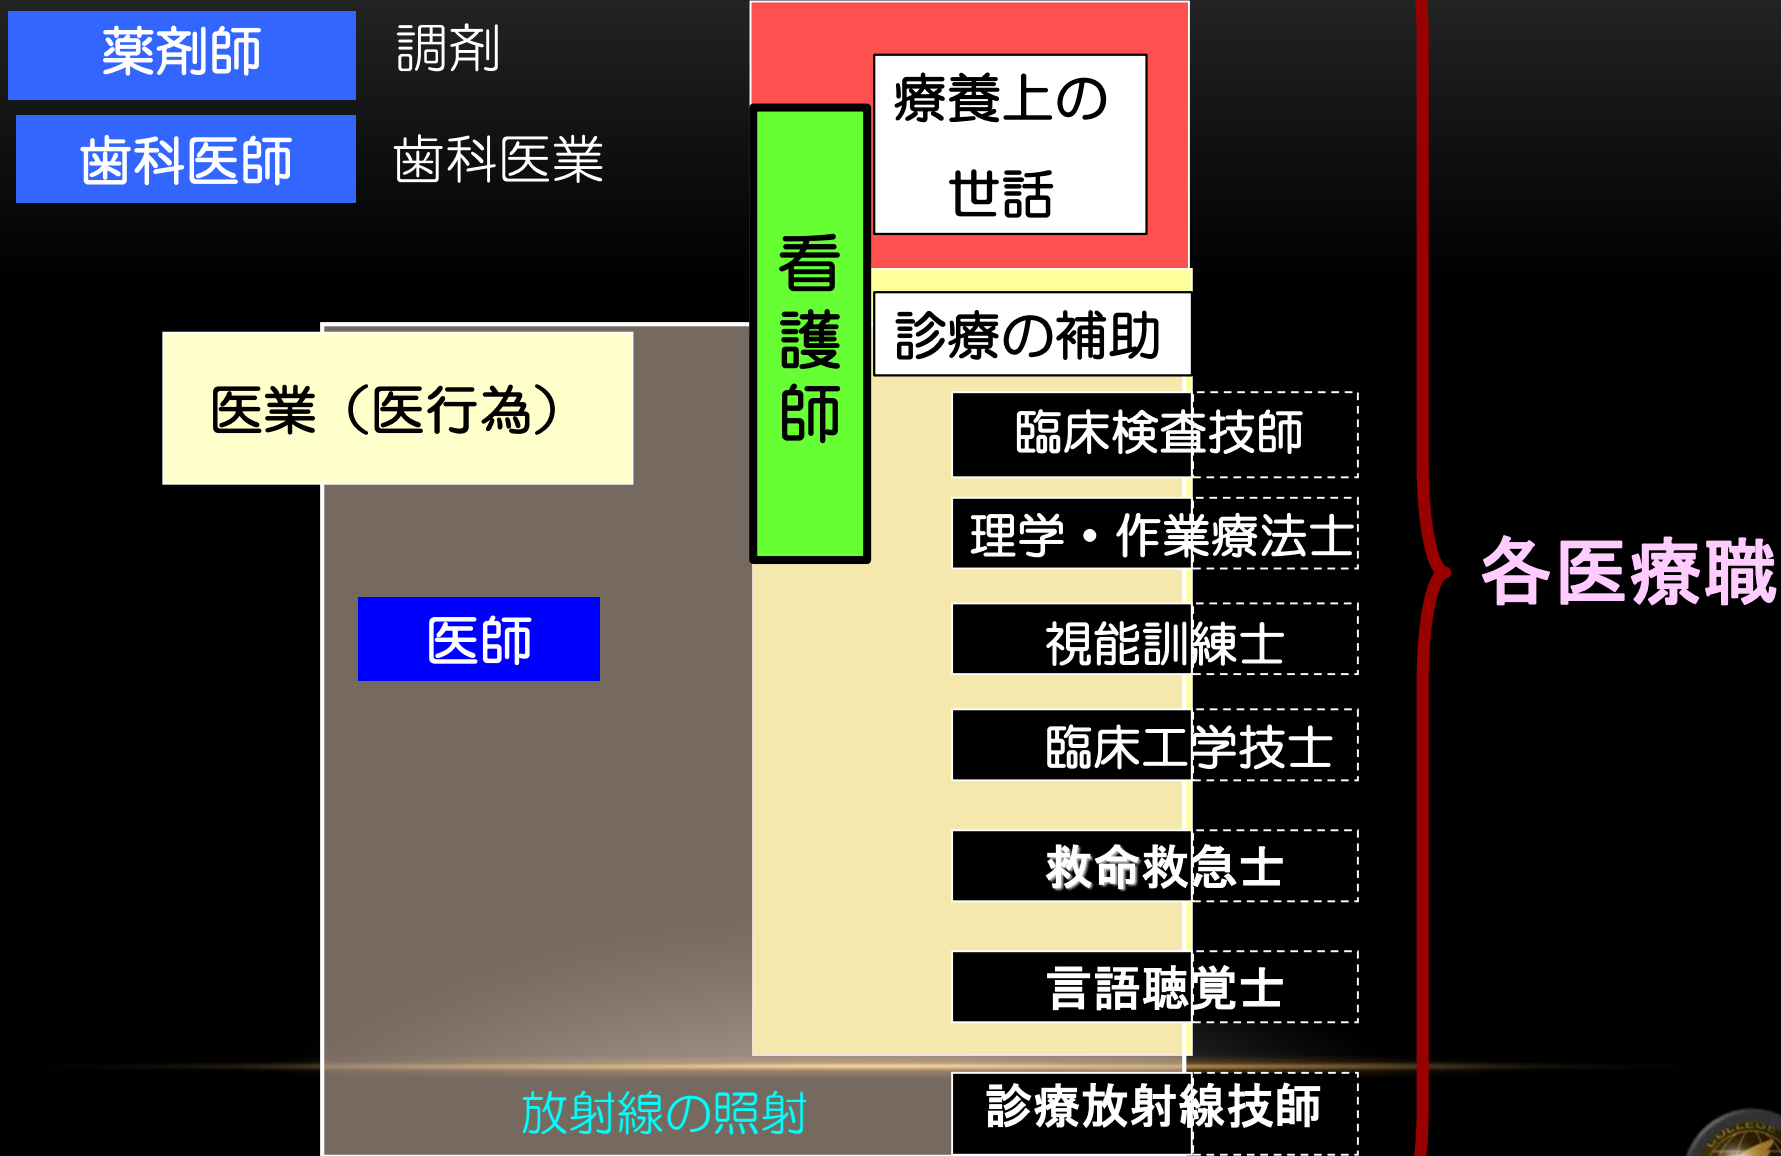 薬剤師
調剤
歯科医師
歯科医業
療養上の
世話
看護師
診療の補助
医業（医行為）
臨床検査技師
理学・作業療法士
医師
視能訓練士
臨床工学技士
救命救急士
言語聴覚士
放射線の照射
診療放射線技師
各医療職
COLLEGE